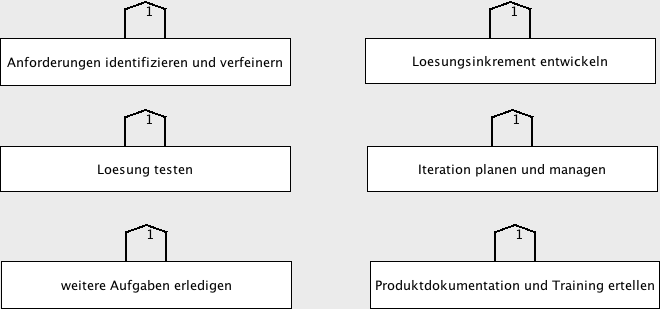 1
1
Anforderungen identifizieren und verfeinern
Loesungsinkrement entwickeln
1
1
Loesung testen
Iteration planen und managen
1
1
weitere Aufgaben erledigen
Produktdokumentation und Training ertellen